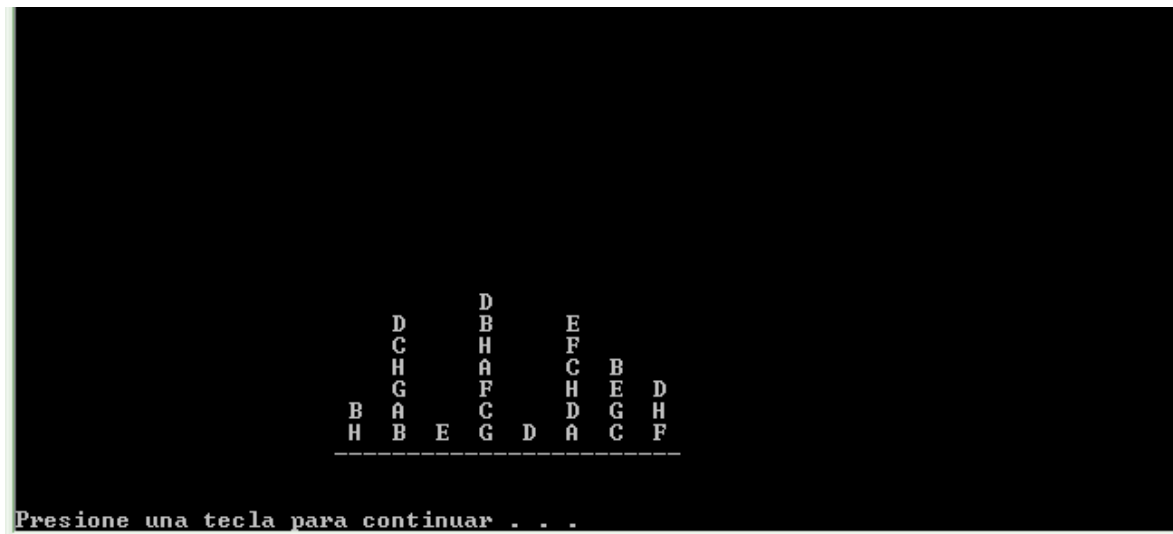 D
D B E
C H F
H A C B
G F H E D
B A C D G H
H B E G D A C F
------------------------
Presione una tecla para continuar . . .